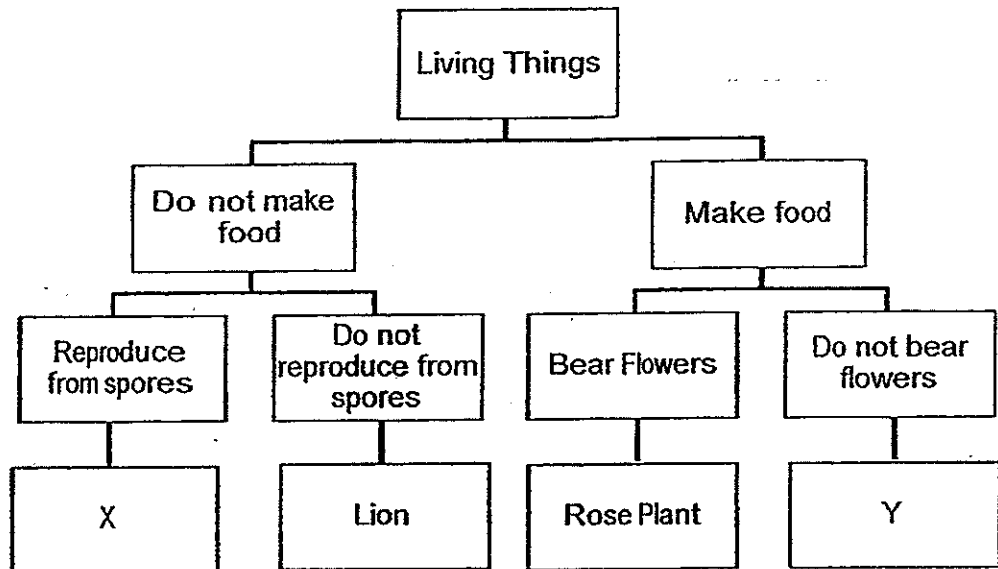 Living Things
Do not make
food
Make food
Reproduce
from spores
Do not
reproduce from
spores
Bear Flowers
Do not bear
flowers
X
Lion
Rose Plant
Y